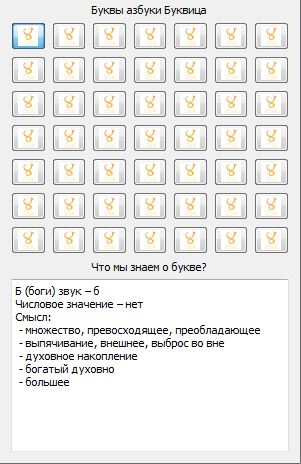 Буквы азбуки Буквица
Что мы знаем о букве?
Б (боги) звук – б
Числовое значение – нет
Смысл:
- множество, превосходящее, преобладающее
- выпячивание, внешнее, выброс во вне
- духовное накопление
- богатый духовно
- большее